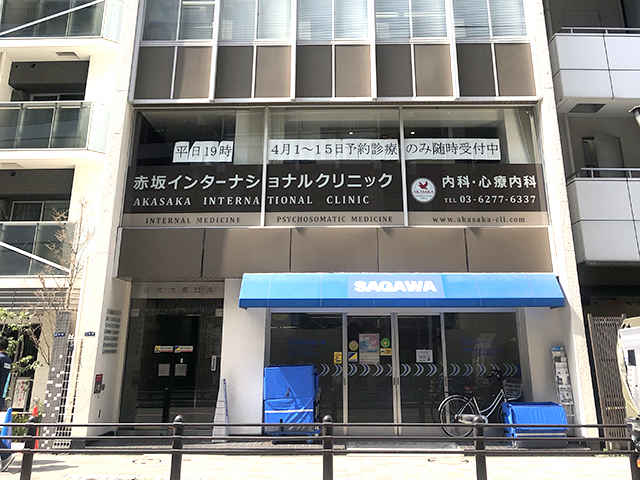 平日19時 4月1~15日予約診療のみ随時受付中
赤坂インターナショナルクリニック
AKASAKA INTERNATIONAL CLINIC
INTERNAL MEDICINE PSYCHOSOMATIC MEDICINE
AKASAKA
内科・心療内科
TEL 03-6277-6337
www.akasaka-cli.com
SAGAWA